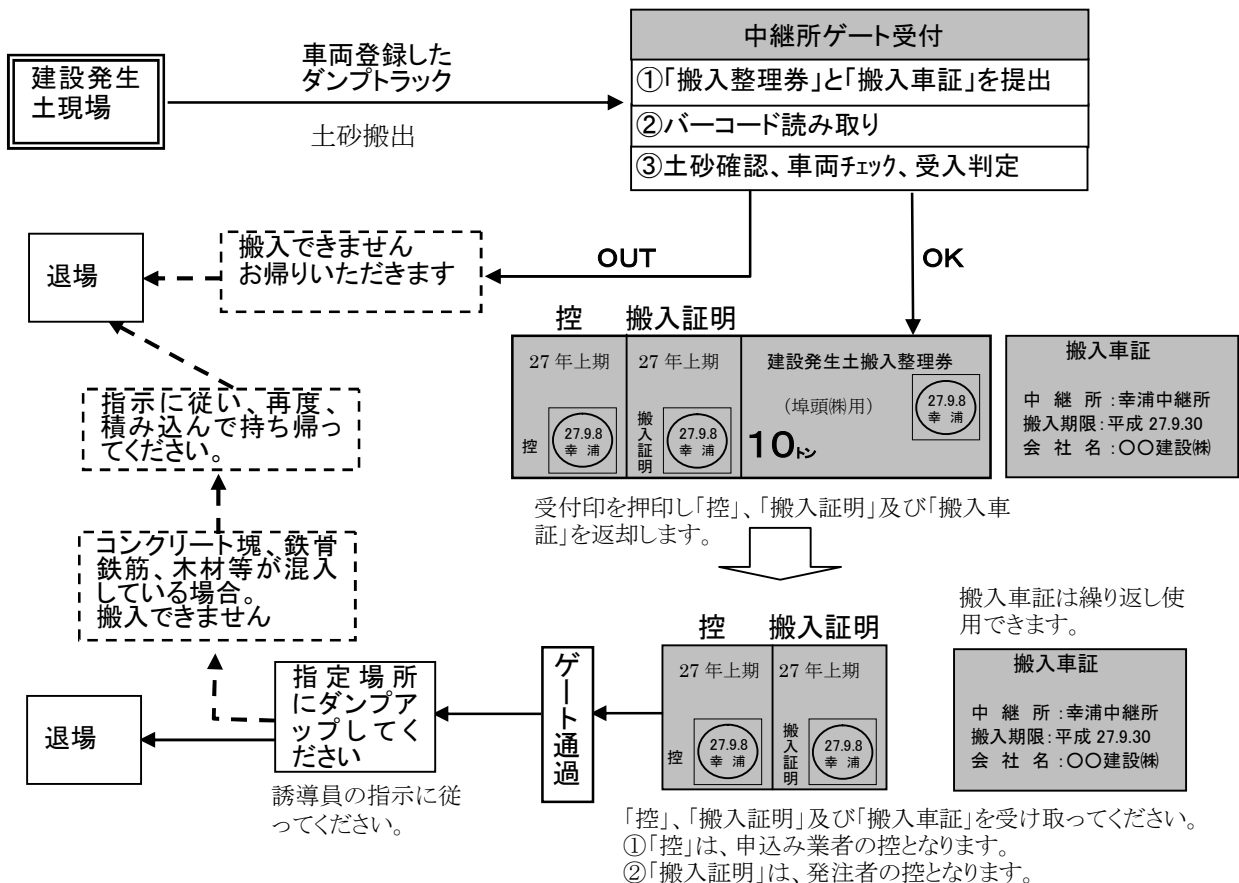 建設発生
土現場
車両登録した
ダンプトラック
土砂搬出
中継所ゲート受付
①｢搬入整理券｣と｢搬入車証｣を提出
②バーコード読み取り
③土砂確認、車両ﾁｪｯｸ、受入判定
退場
搬入できません
お帰りいただきます
OUT
OK
控
搬入証明
27 年上期
控
27.9.8
幸 浦
27 年上期
搬入証明
27.9.8
幸 浦
建設発生土搬入整理券
（埠頭㈱用）
27.9.8
幸 浦
10㌧
搬入車証
中 継 所：幸浦中継所
搬入期限：平成 27.9.30
会 社 名：〇〇建設㈱
受付印を押印し「控」、「搬入証明」及び「搬入車
証」を返却します。
指示に従い、再度、
積み込んで持ち帰っ
てください。
コンクリート塊、鉄骨
鉄筋、木材等が混入
している場合。
搬入できません
搬入車証は繰り返し使
用できます。
控
搬入証明
27 年上期
控
27.9.8
幸 浦
27 年上期
搬入証明
27.9.8
幸 浦
搬入車証
中 継 所：幸浦中継所
搬入期限：平成 27.9.30
会 社 名：〇〇建設㈱
ゲート通過
指定場所
にダンプア
ップしてく
ださい
退場
誘導員の指示に従
ってください。
「控」、「搬入証明」及び「搬入車証」を受け取ってください。
①「控」は、申込み業者の控となります。
②「搬入証明」は、発注者の控となります。